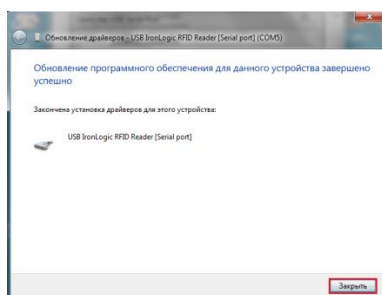 Обновление драйверов - USB IronLogic RFID Reader [Serial port] (COM5)
Обновление программного обеспечения для данного устройства завершено
успешно
Закончена установка драйверов для этого устройства:
USB IronLogic RFID Reader [Serial port]
Закрыть